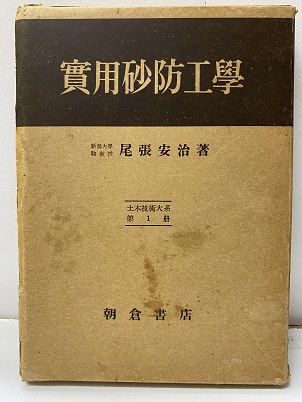 實用砂防工學
新潟大學
助教授 尾張安治著
土木技術大系
第1册
朝倉書店